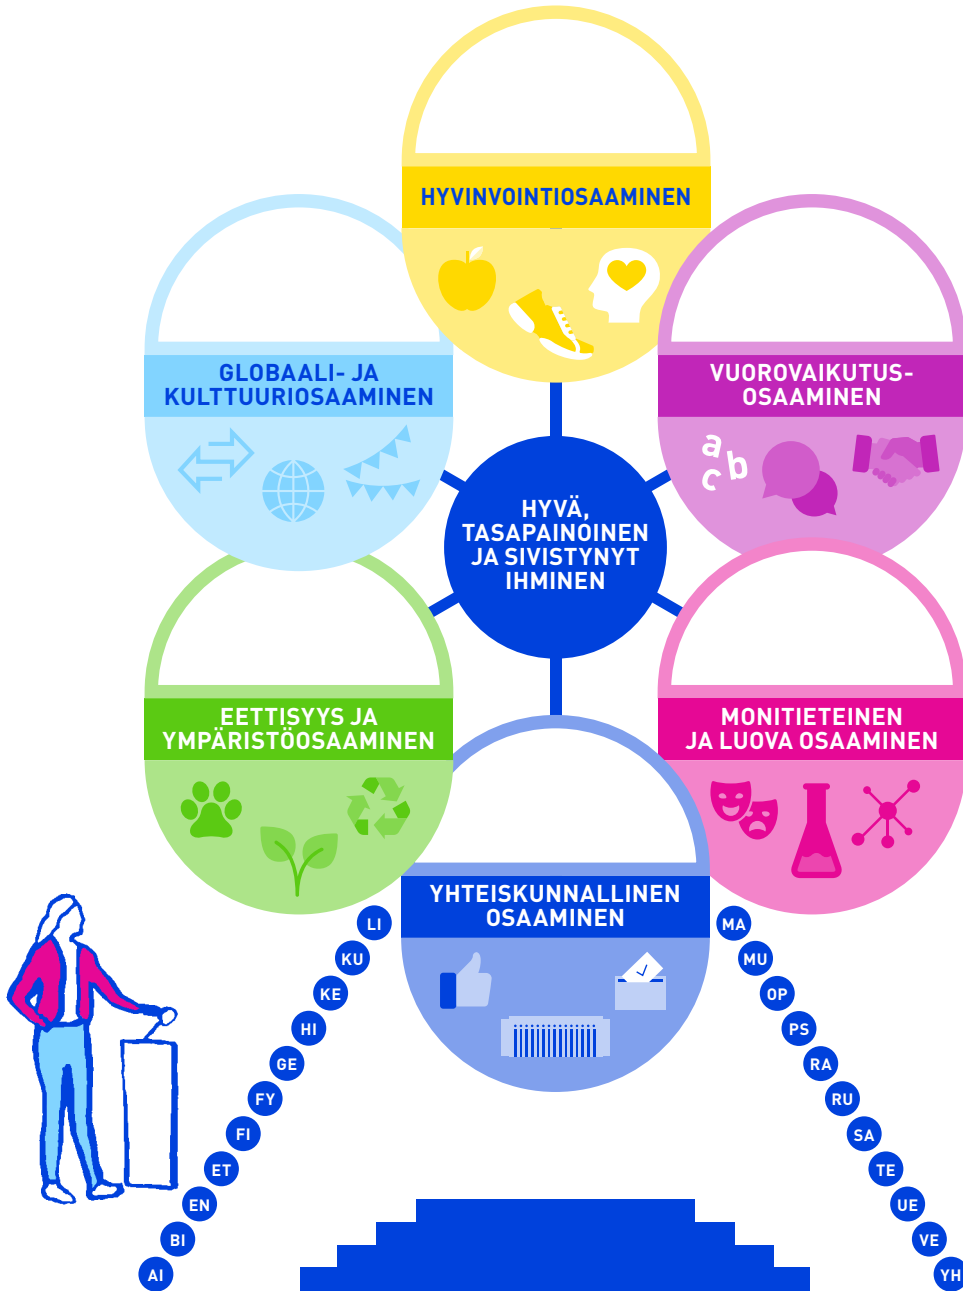 HYVINVOINTIOSAAMINEN
GLOBAALI- JA
KULTTUURIOSAAMINEN
VUOROVAIKUTUS-
OSAAMINEN
a
b
c
HYVÄ,
TASAPAINOINEN
JA SIVISTYNYT
IHMINEN
EETTISYYS JA
YMPÄRISTÖOSAAMINEN
MONITIETEINEN
JA LUOVA OSAAMINEN
YHTEISKUNNALLINEN
OSAAMINEN
LI
KU
KE
HI
GE
FY
FI
ET
EN
BI
AI
MA
MU
OP
PS
RA
RU
SA
TE
UE
VE
YH